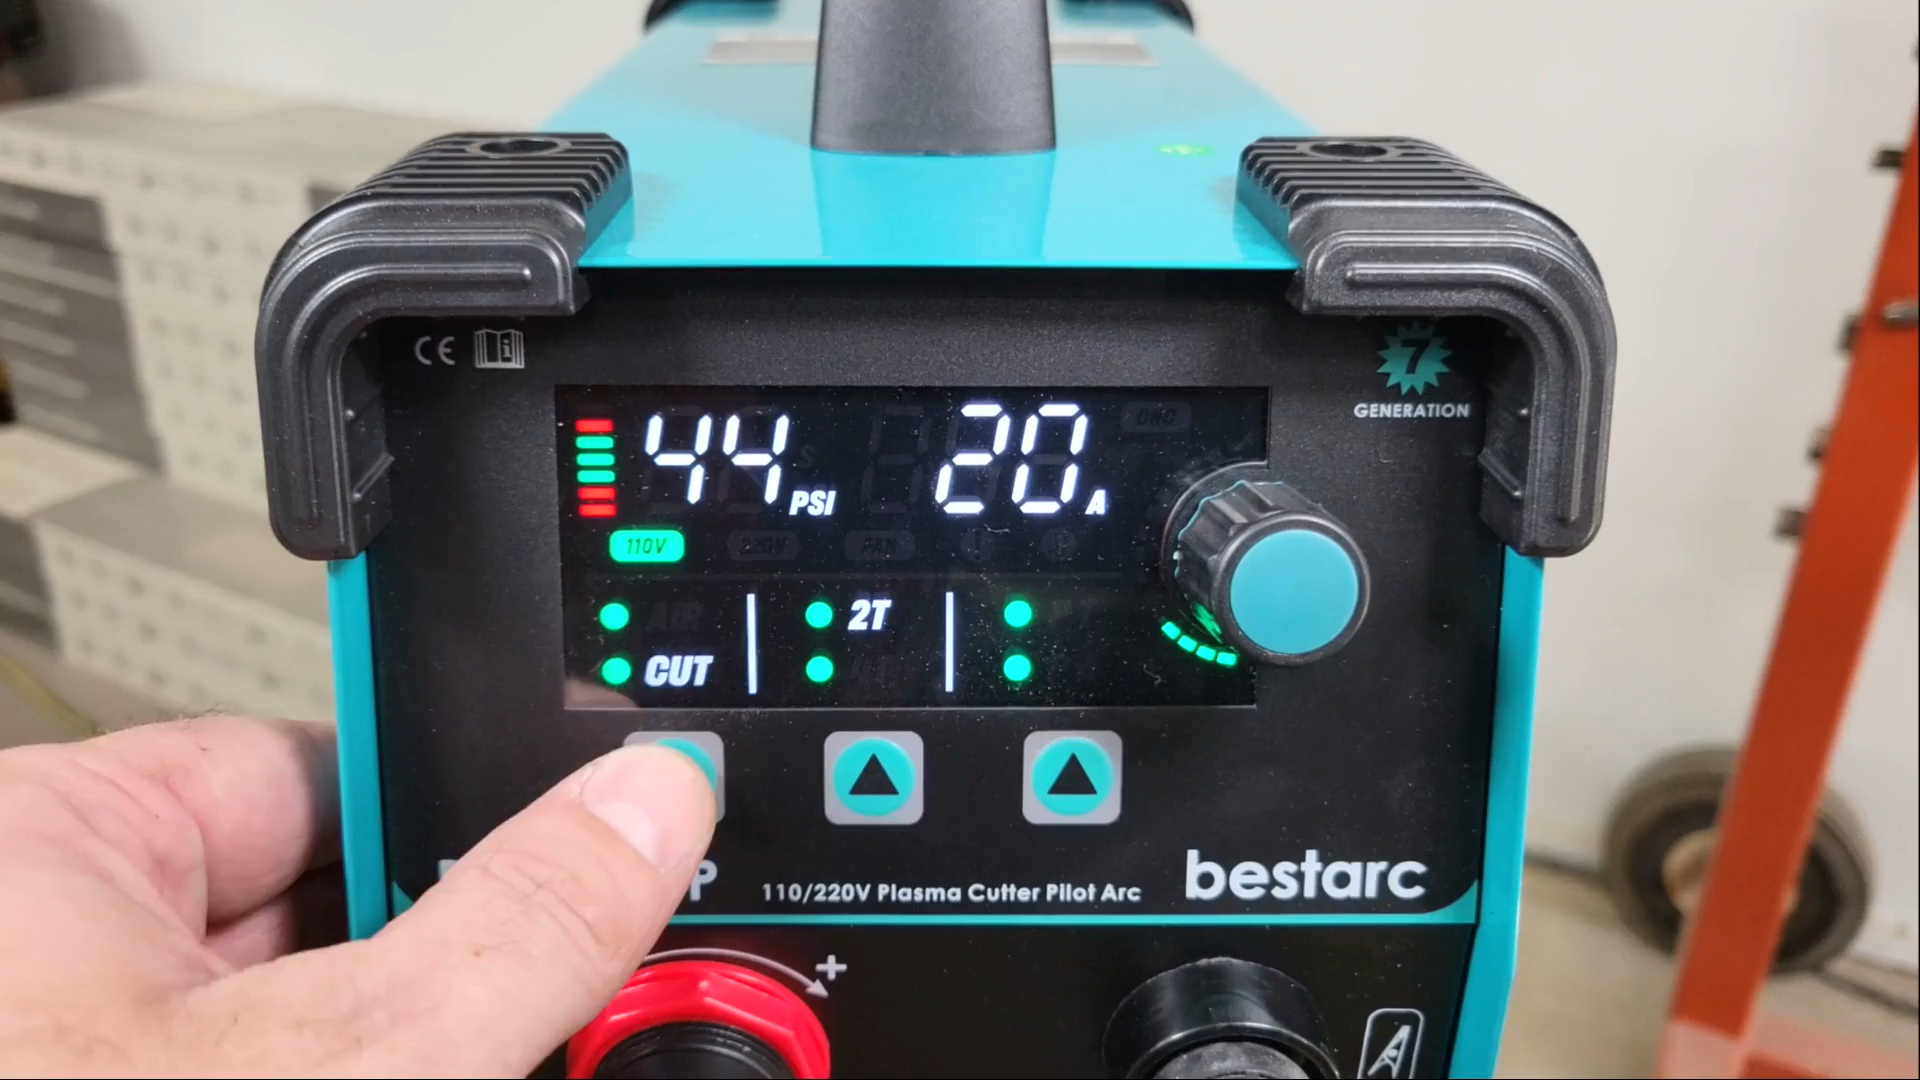 CE
7
GENERATION
44 PSI 20 A
110V 220V FAN
AIR 2T
CUT
P 110/220V Plasma Cutter Pilot Arc bestarc
+